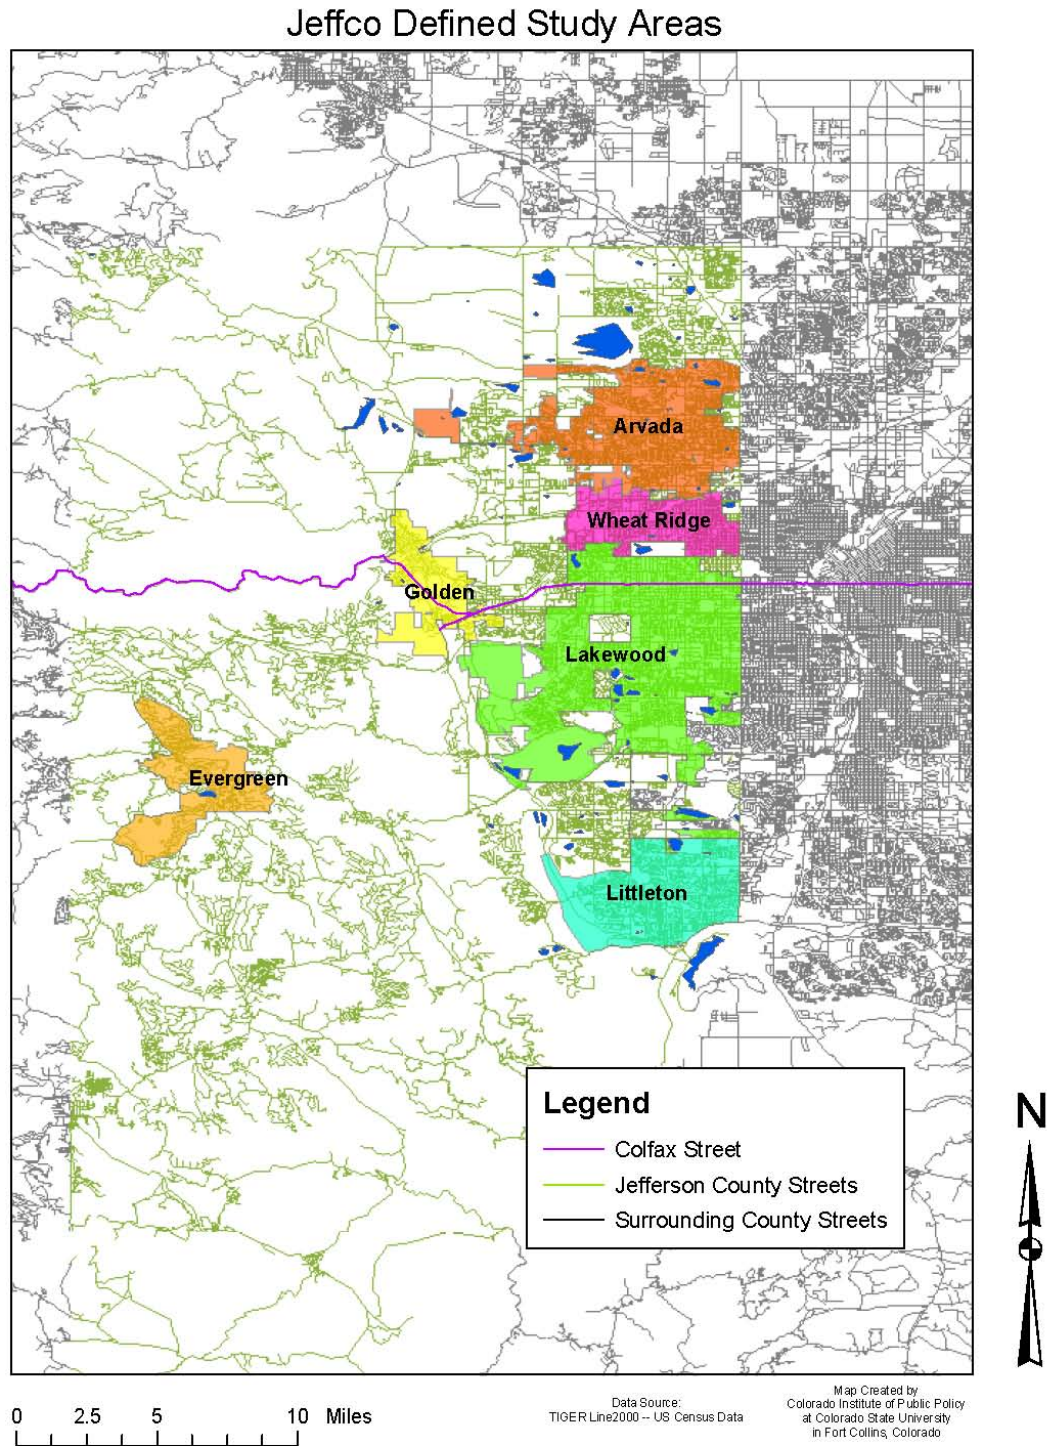 Jeffco Defined Study Areas
Arvada
Wheat Ridge
Golden
Lakewood
Evergreen
Littleton
Legend
Colfax Street
Jefferson County Streets
Surrounding County Streets
N
0 2.5 5 10 Miles
Data Source:
TIGER Line2000 -- US Census Data
Map Created by
Colorado Institute of Public Policy
at Colorado State University
in Fort Collins, Colorado